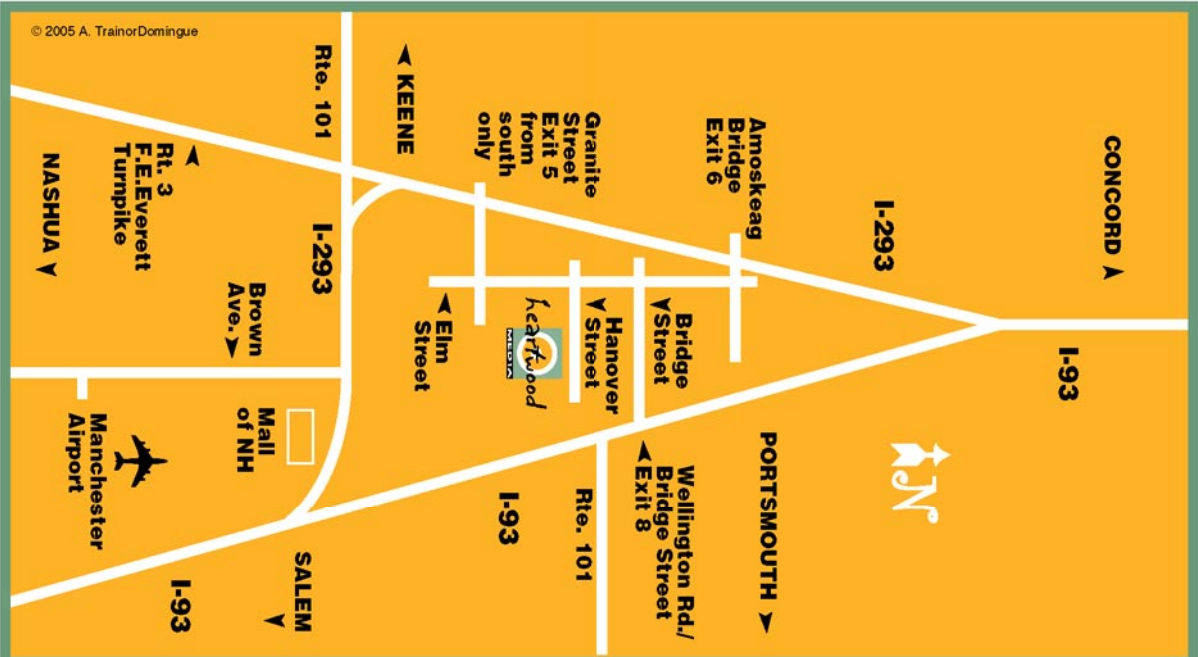 © 2005 A. TrainorDomingue
CONCORD
I-93
I-293
Amoskeag
Bridge
Exit 6
PORTSMOUTH
N
Granite
Street
Exit 5
from
south
only
Bridge
Street
Hanover
Street
Wellington Rd./
Bridge Street
Exit 8
Rte. 101
heartwood
MEDIA
I-93
KEENE
Elm
Street
Rte. 101
I-293
SALEM
Rt. 3
F.E.Everett
Turnpike
Brown
Ave.
Mall
of NH
I-93
NASHUA
Manchester
Airport